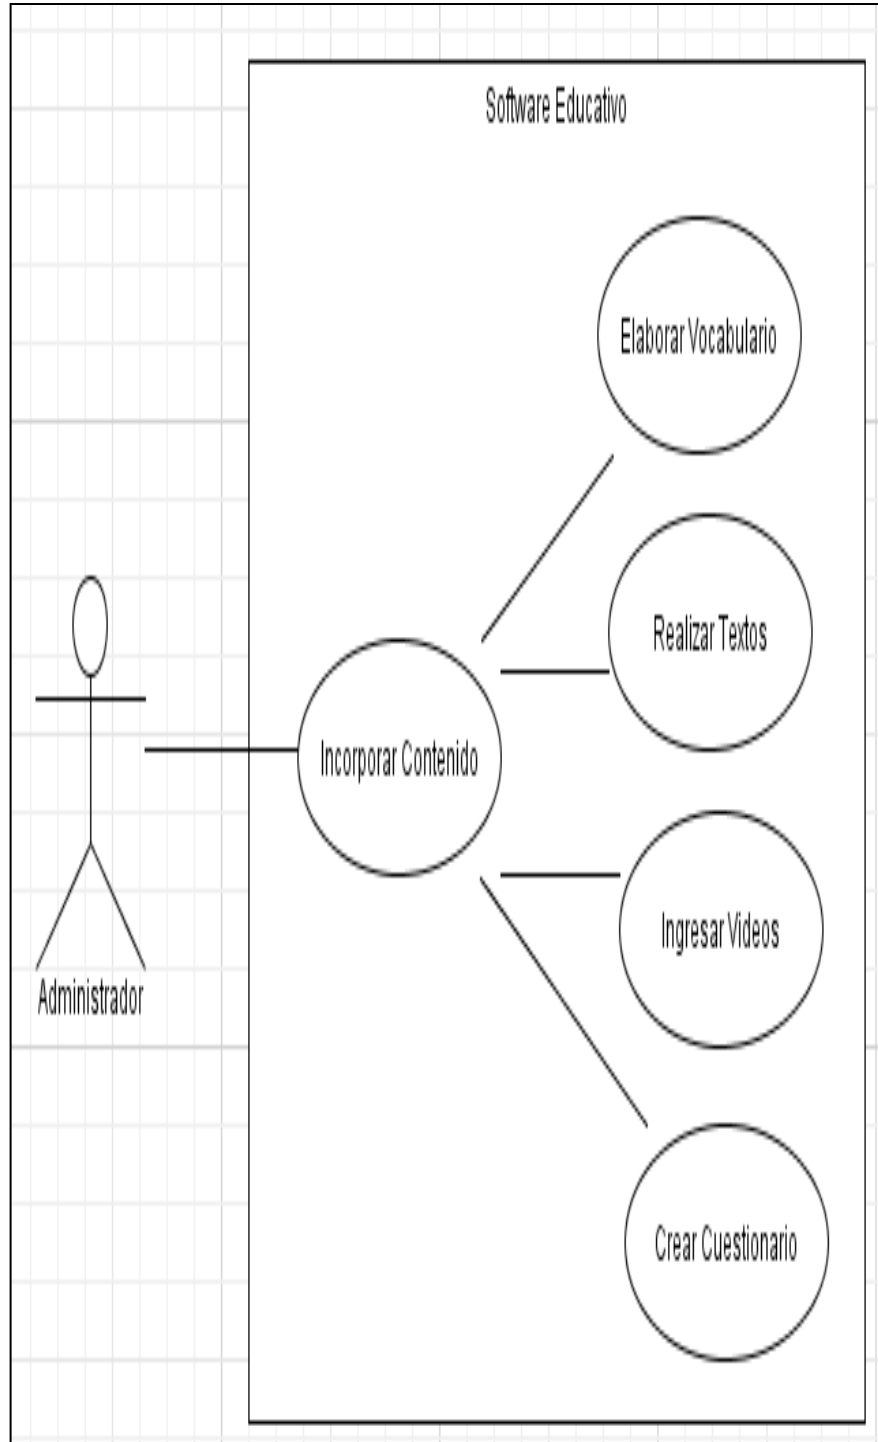 Software Educativo
Elaborar Vocabulario
Realizar Textos
Incorporar Contenido
Ingresar Videos
Administrador
Crear Cuestionario